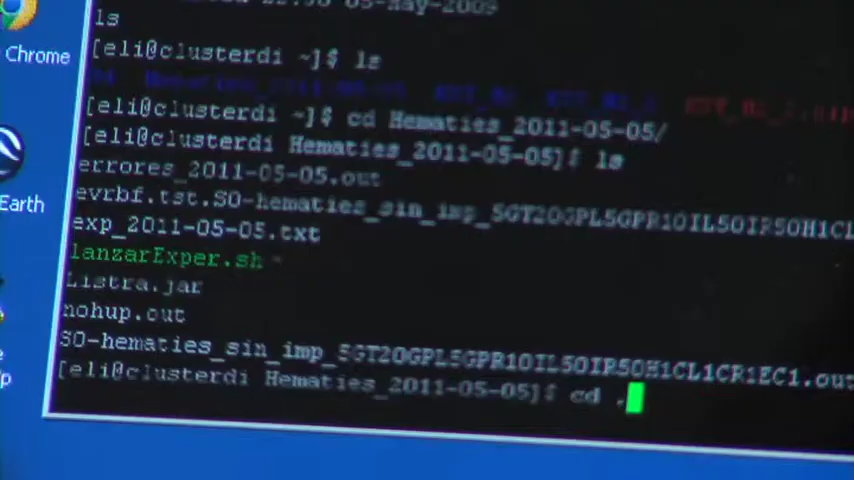 ls
[eli@clusterdi ~]$ ls
[eli@clusterdi ~]$ cd Hematies_2011-05-05/
[eli@clusterdi Hematies_2011-05-05]$ ls
errores_2011-05-05.out
evrbf.tst.SO-hematies_sin_imp_5GT20GPL5GPR10IL50IR50H1CL
exp_2011-05-05.txt
lanzarExper.sh
Listra.jar
nohup.out
SO-hematies_sin_imp_5GT20GPL5GPR10IL50IR50H1CL1CR1EC1.out
[eli@clusterdi Hematies_2011-05-05]$ cd .
Chrome
Earth